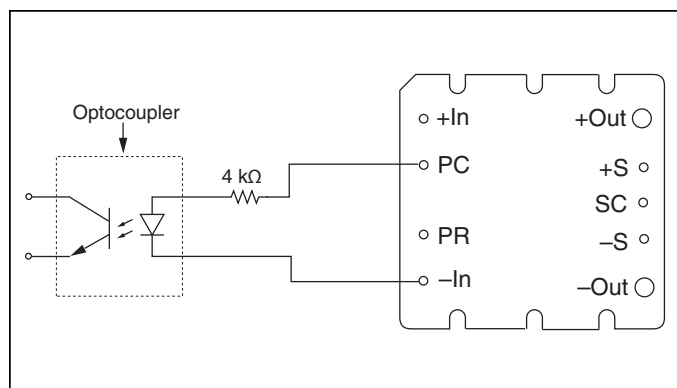 Optocoupler
4 kΩ
+In
PC
PR
–In
+Out
+S
SC
–S
–Out